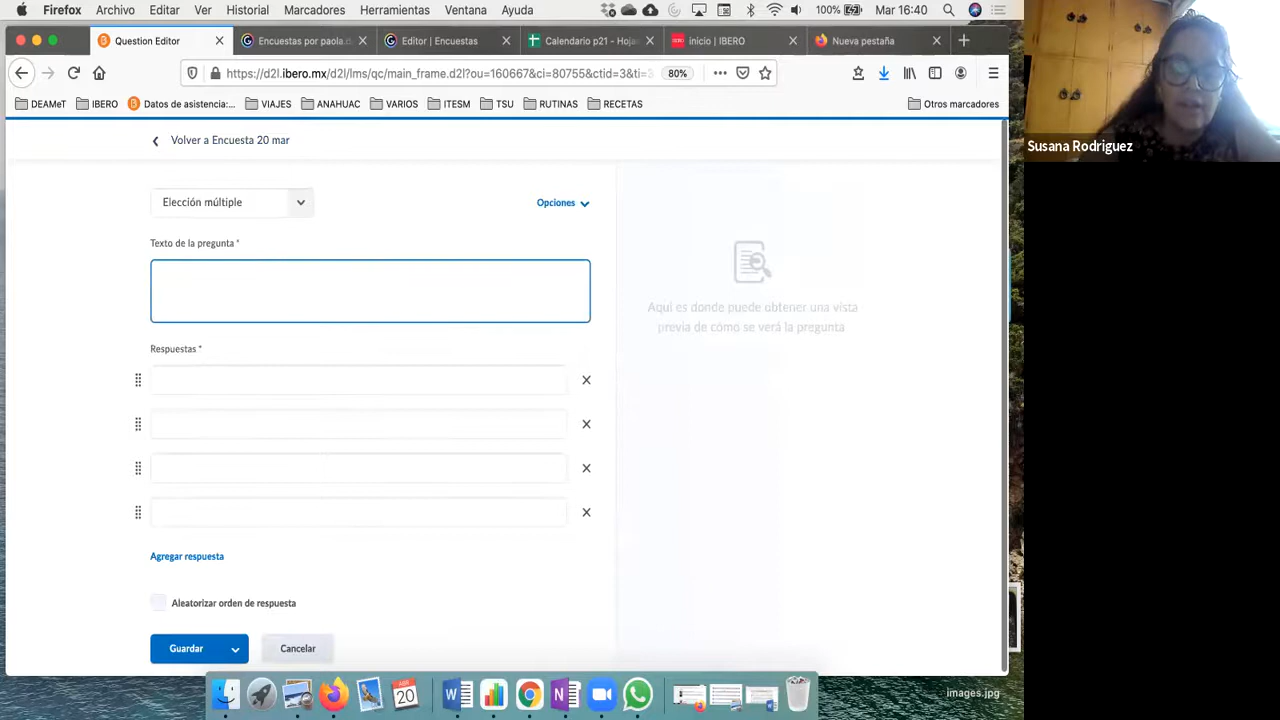 Firefox Archivo Editar Ver Historial Marcadores Herramientas Ventana Ayuda 100% Mar 16:40
Question Editor Encuestas por paola.d Editor | Encuestas Calendario p21 - Hoja inicio | IBERO Nueva pestaña
https://d2l.ibero.mx/d2l/lms/qc/main_frame.d2l?ou=160667&ci=80755&ctid=3&ti=3 80%
DEAMeT IBERO Datos de asistencia:... VIAJES ANAHUAC VARIOS ITESM TSU RUTINAS RECETAS Otros marcadores
Susana Rodriguez
Volver a Encuesta 20 mar
Elección múltiple Opciones
Texto de la pregunta *
Aquí es donde puede obtener una vista
previa de cómo se verá la pregunta
Respuestas *
Agregar respuesta
Aleatorizar orden de respuesta
Guardar Cancelar
20
images.jpg